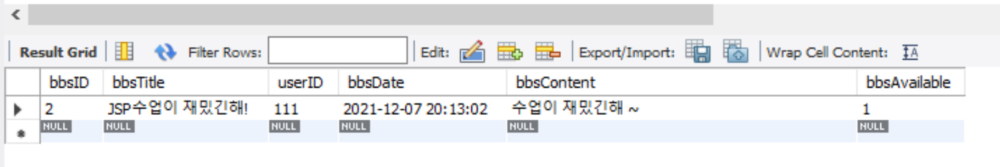 Result Grid Filter Rows: Edit: Export/Import: Wrap Cell Content: IA
bbsID bbsTitle userID bbsDate bbsContent bbsAvailable
2 JSP수업이 재밌긴해! 111 2021-12-07 20:13:02 수업이 재밌긴해 ~ 1
NULL NULL NULL NULL NULL NULL